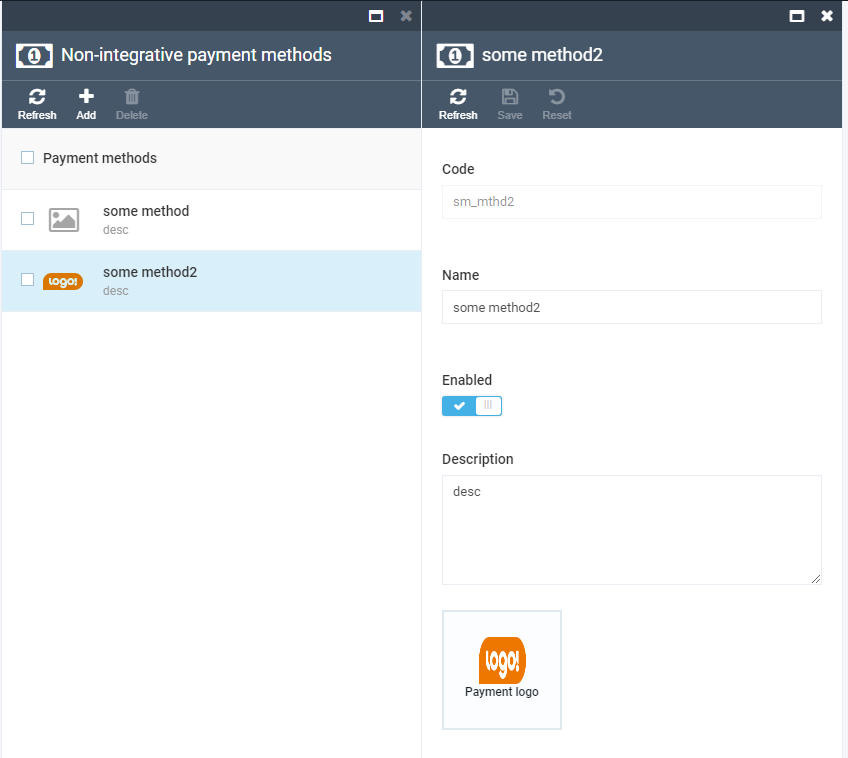 Non-integrative payment methods
Refresh Add Delete
Payment methods
some method
desc
logo!
some method2
desc
some method2
Refresh Save Reset
Code
sm_mthd2
Name
some method2
Enabled
Description
desc
logo!
Payment logo